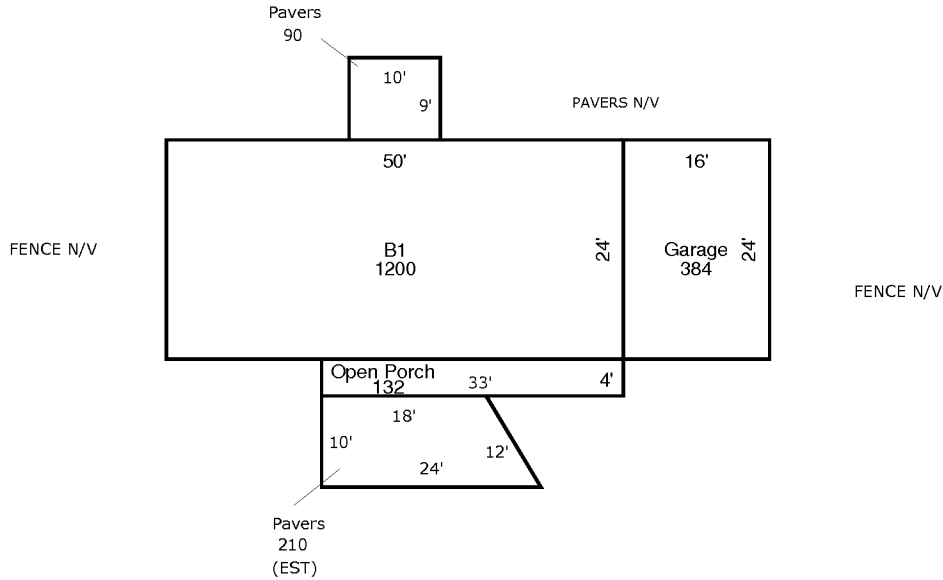 Pavers
90
10'
9'
PAVERS N/V
50'
16'
FENCE N/V
B1
1200
24'
Garage
384
24'
FENCE N/V
Open Porch
132
33'
4'
18'
10'
12'
24'
Pavers
210
(EST)